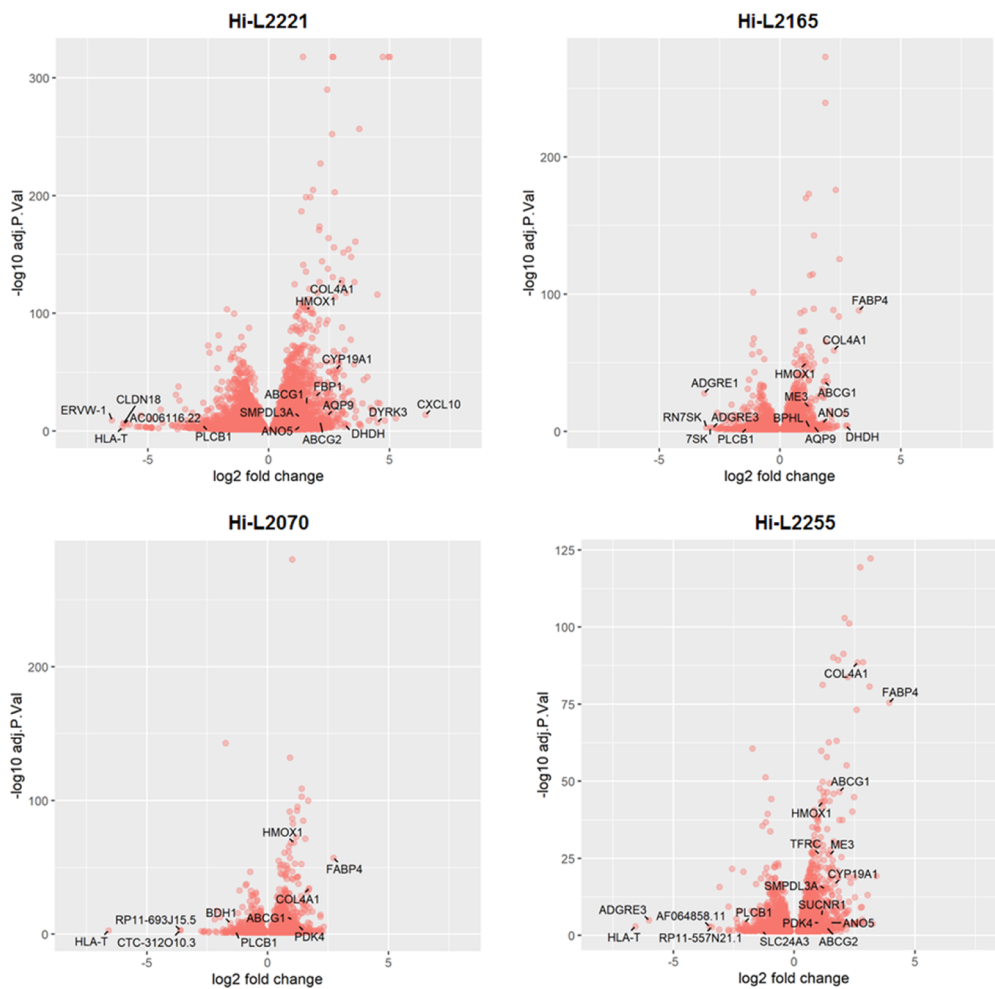 Hi-L2221
-log10 adj.P.Val
300
200
100
0
COL4A1
HMOX1
CYP19A1
FBP1
ABCG1
CLDN18
AQP9
CXCL10
ERVW-1
AC006116.22
SMPDL3A
DYRK3
HLA-T
PLCB1
ANO5
ABCG2
DHDH
-5
0
5
log2 fold change
Hi-L2165
-log10 adj.P.Val
200
100
0
FABP4
COL4A1
HMOX1
ADGRE1
ABCG1
ME3
RN7SK
ADGRE3
BPHL
ANO5
7SK
PLCB1
AQP9
DHDH
-5
0
5
log2 fold change
Hi-L2070
-log10 adj.P.Val
200
100
0
HMOX1
FABP4
COL4A1
BDH1
ABCG1
RP11-693J15.5
HLA-T
CTC-312O10.3
PLCB1
PDK4
-5
0
5
log2 fold change
Hi-L2255
-log10 adj.P.Val
125
100
75
50
25
0
COL4A1
FABP4
ABCG1
HMOX1
TFRC
ME3
CYP19A1
SMPDL3A
SUCNR1
ADGRE3
AF064858.11
PLCB1
PDK4
ANO5
HLA-T
RP11-557N21.1
SLC24A3
ABCG2
-5
0
5
log2 fold change